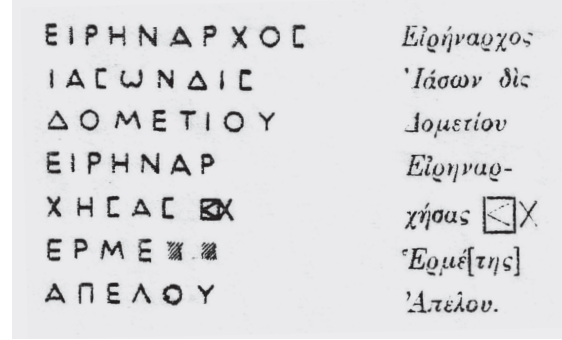 ΕΙΡΗΝΑΡΧΟΣ Εἰρήναρχος
ΙΑΣΩΝΔΙΣ Ἰάσων δὶς
ΔΟΜΕΤΙΟΥ Δομετίου
ΕΙΡΗΝΑΡ Εἰρηναρ-
ΧΗΣΑΣ Χ χήσας Χ
ΕΡΜΕ Ἑρμέ[της]
ΑΠΕΛΟΥ Ἀπελου.